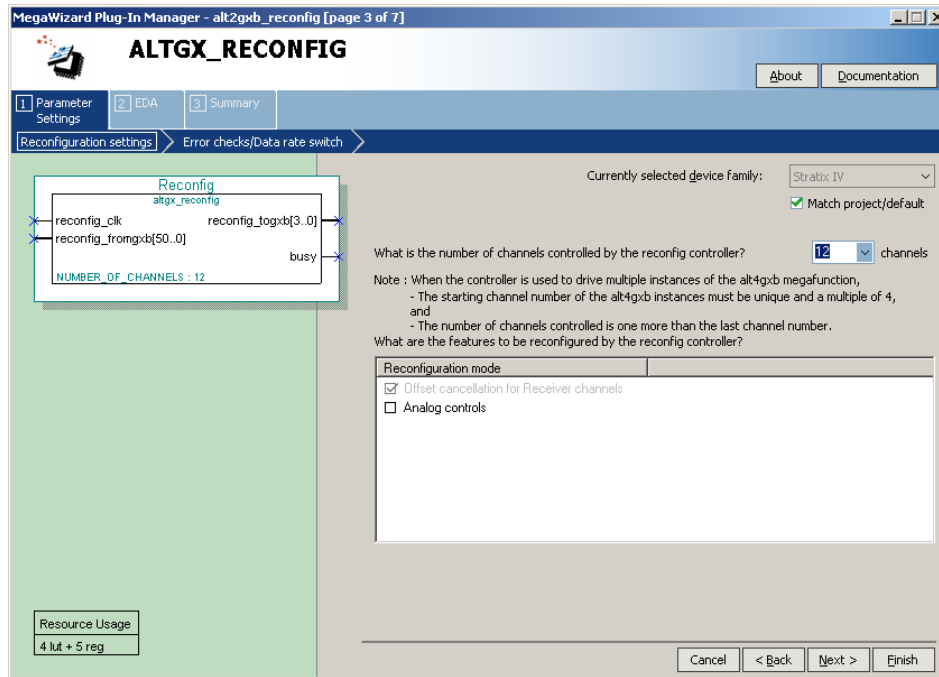 MegaWizard Plug-In Manager - alt2gxb_reconfig [page 3 of 7]
ALTGX_RECONFIG
About
Documentation
1 Parameter Settings
2 EDA
3 Summary
Reconfiguration settings
Error checks/Data rate switch
Reconfig
altgx_reconfig
reconfig_clk
reconfig_togxb[3..0]
reconfig_fromgxb[50..0]
busy
NUMBER_OF_CHANNELS : 12
Currently selected device family:
Stratix IV
Match project/default
What is the number of channels controlled by the reconfig controller?
12
channels
Note : When the controller is used to drive multiple instances of the alt4gxb megafunction,
- The starting channel number of the alt4gxb instances must be unique and a multiple of 4,
and
- The number of channels controlled is one more than the last channel number.
What are the features to be reconfigured by the reconfig controller?
Reconfiguration mode
Offset cancellation for Receiver channels
Analog controls
Resource Usage
4 lut + 5 reg
Cancel
< Back
Next >
Finish